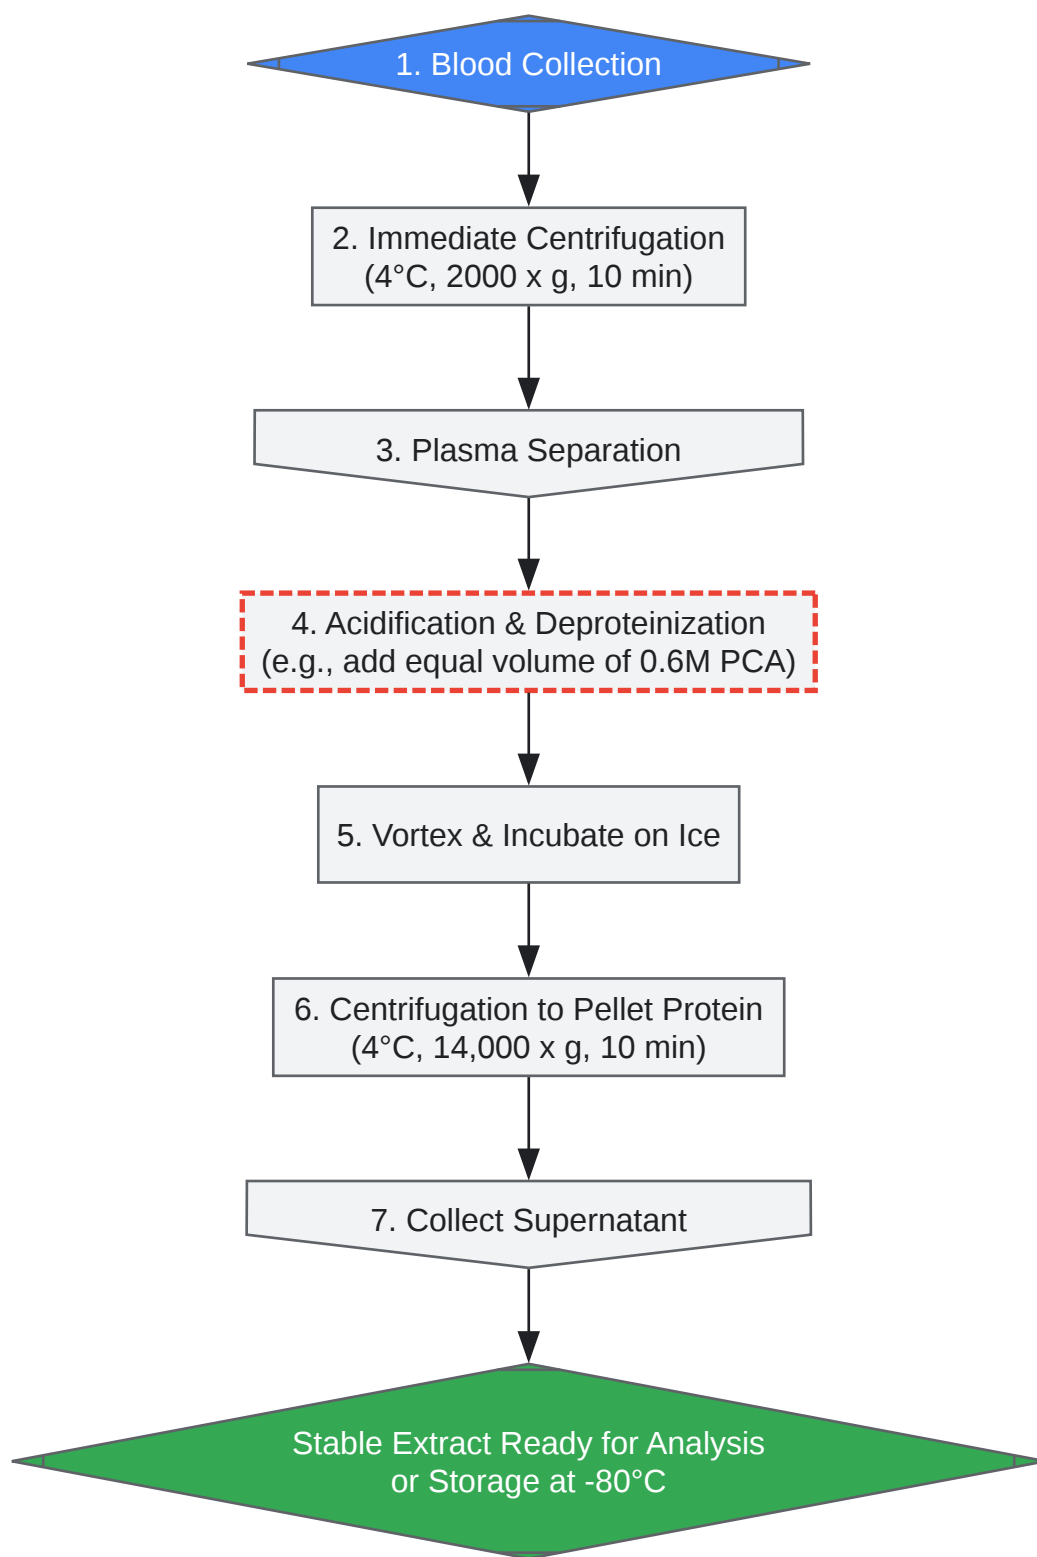 1. Blood Collection
2. Immediate Centrifugation
(4°C, 2000 x g, 10 min)
3. Plasma Separation
4. Acidification & Deproteinization
(e.g., add equal volume of 0.6M PCA)
5. Vortex & Incubate on Ice
6. Centrifugation to Pellet Protein
(4°C, 14,000 x g, 10 min)
7. Collect Supernatant
Stable Extract Ready for Analysis
or Storage at -80°C